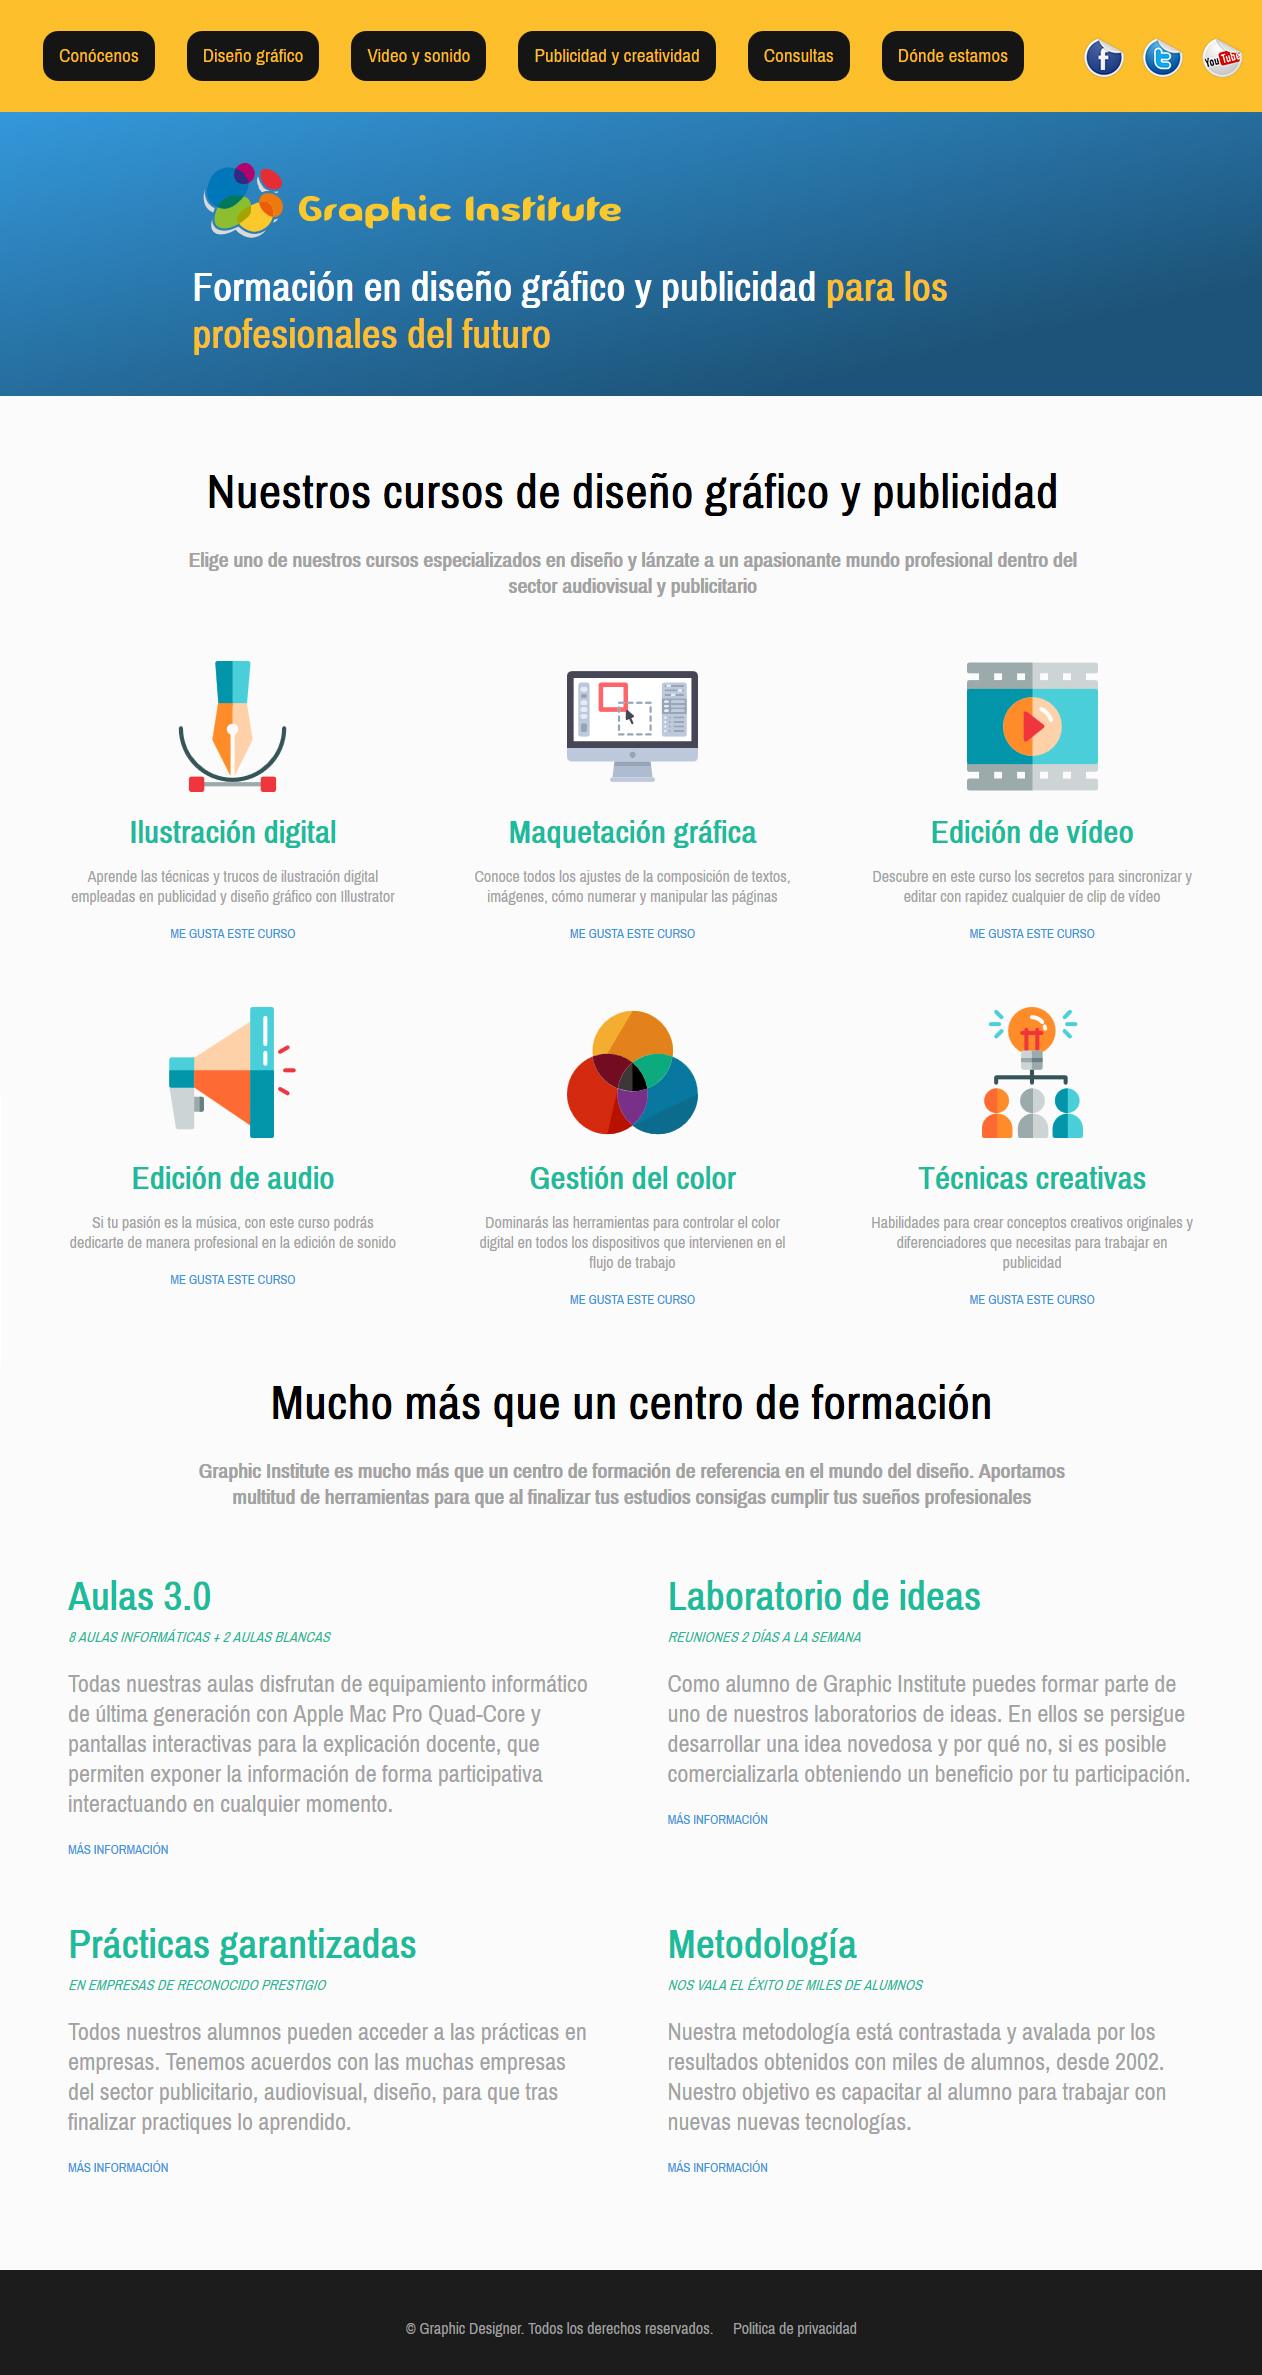 Conócenos
Diseño gráfico
Video y sonido
Publicidad y creatividad
Consultas
Dónde estamos
f
t
YouTube
Graphic Institute
Formación en diseño gráfico y publicidad para los
profesionales del futuro
Nuestros cursos de diseño gráfico y publicidad
Elige uno de nuestros cursos especializados en diseño y lánzate a un apasionante mundo profesional dentro del
sector audiovisual y publicitario
Ilustración digital
Aprende las técnicas y trucos de ilustración digital
empleadas en publicidad y diseño gráfico con Illustrator
ME GUSTA ESTE CURSO
Maquetación gráfica
Conoce todos los ajustes de la composición de textos,
imágenes, cómo numerar y manipular las páginas
ME GUSTA ESTE CURSO
Edición de vídeo
Descubre en este curso los secretos para sincronizar y
editar con rapidez cualquier de clip de vídeo
ME GUSTA ESTE CURSO
Edición de audio
Si tu pasión es la música, con este curso podrás
dedicarte de manera profesional en la edición de sonido
ME GUSTA ESTE CURSO
Gestión del color
Dominarás las herramientas para controlar el color
digital en todos los dispositivos que intervienen en el
flujo de trabajo
ME GUSTA ESTE CURSO
Técnicas creativas
Habilidades para crear conceptos creativos originales y
diferenciadores que necesitas para trabajar en
publicidad
ME GUSTA ESTE CURSO
Mucho más que un centro de formación
Graphic Institute es mucho más que un centro de formación de referencia en el mundo del diseño. Aportamos
multitud de herramientas para que al finalizar tus estudios consigas cumplir tus sueños profesionales
Aulas 3.0
8 AULAS INFORMÁTICAS + 2 AULAS BLANCAS
Todas nuestras aulas disfrutan de equipamiento informático
de última generación con Apple Mac Pro Quad-Core y
pantallas interactivas para la explicación docente, que
permiten exponer la información de forma participativa
interactuando en cualquier momento.
MÁS INFORMACIÓN
Laboratorio de ideas
REUNIONES 2 DÍAS A LA SEMANA
Como alumno de Graphic Institute puedes formar parte de
uno de nuestros laboratorios de ideas. En ellos se persigue
desarrollar una idea novedosa y por qué no, si es posible
comercializarla obteniendo un beneficio por tu participación.
MÁS INFORMACIÓN
Prácticas garantizadas
EN EMPRESAS DE RECONOCIDO PRESTIGIO
Todos nuestros alumnos pueden acceder a las prácticas en
empresas. Tenemos acuerdos con las muchas empresas
del sector publicitario, audiovisual, diseño, para que tras
finalizar practiques lo aprendido.
MÁS INFORMACIÓN
Metodología
NOS VALA EL ÉXITO DE MILES DE ALUMNOS
Nuestra metodología está contrastada y avalada por los
resultados obtenidos con miles de alumnos, desde 2002.
Nuestro objetivo es capacitar al alumno para trabajar con
nuevas nuevas tecnologías.
MÁS INFORMACIÓN
© Graphic Designer. Todos los derechos reservados. Politica de privacidad